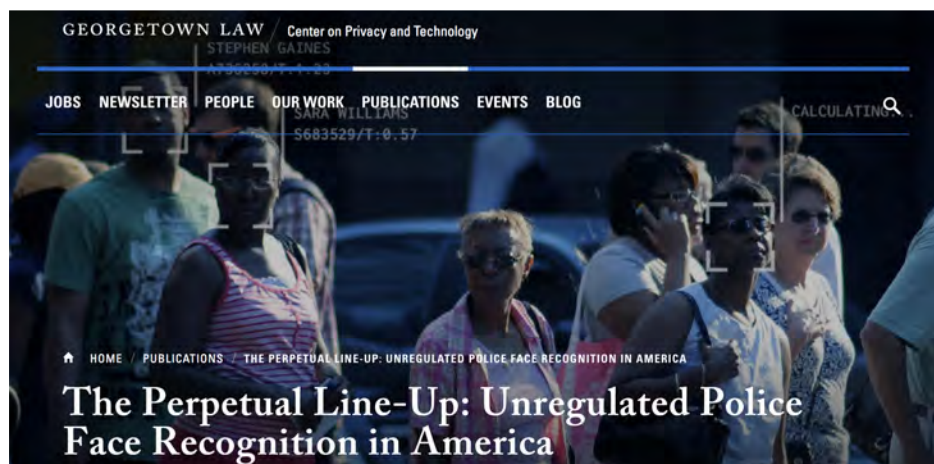 GEORGETOWN LAW / Center on Privacy and Technology
STEPHEN GAINES
JOBS NEWSLETTER PEOPLE OUR WORK PUBLICATIONS EVENTS BLOG
SARA WILLIAMS
S683529/T:0.57
CALCULATING...
HOME / PUBLICATIONS / THE PERPETUAL LINE-UP: UNREGULATED POLICE FACE RECOGNITION IN AMERICA
The Perpetual Line-Up: Unregulated Police
Face Recognition in America